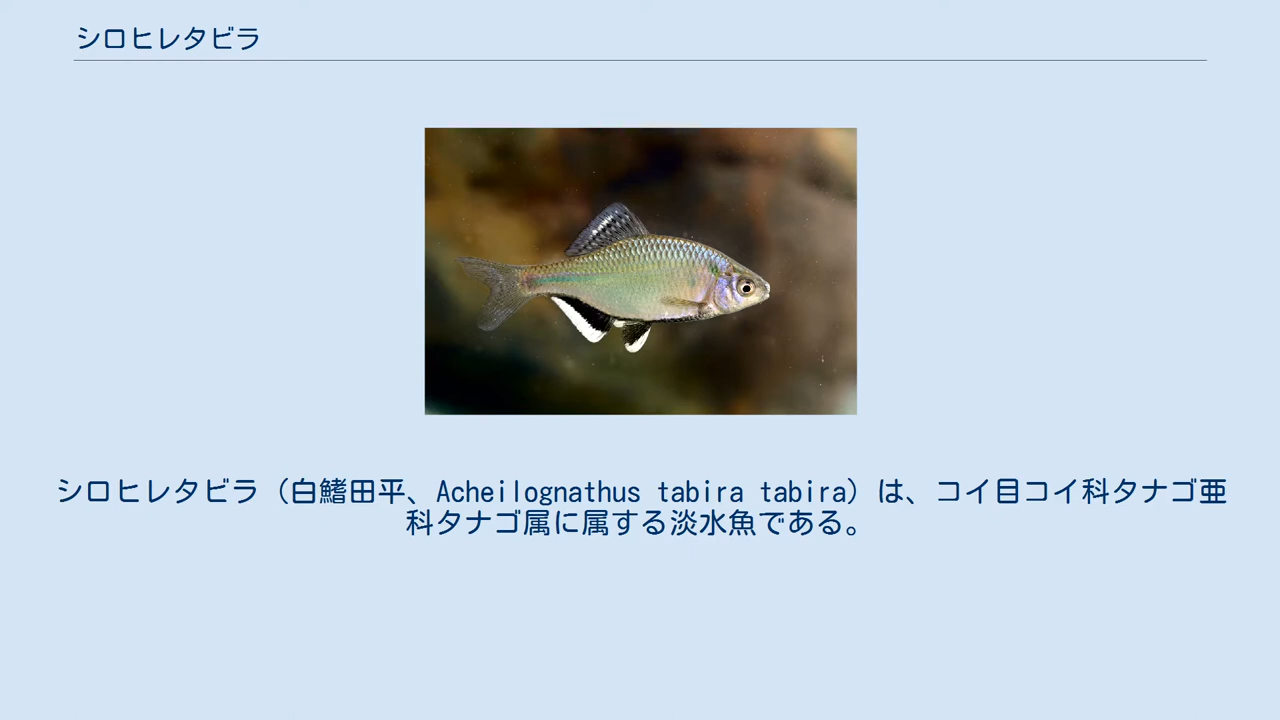 シロヒレタビラ
シロヒレタビラ（白鰭田平、Acheilognathus tabira tabira）は、コイ目コイ科タナゴ亜
科タナゴ属に属する淡水魚である。